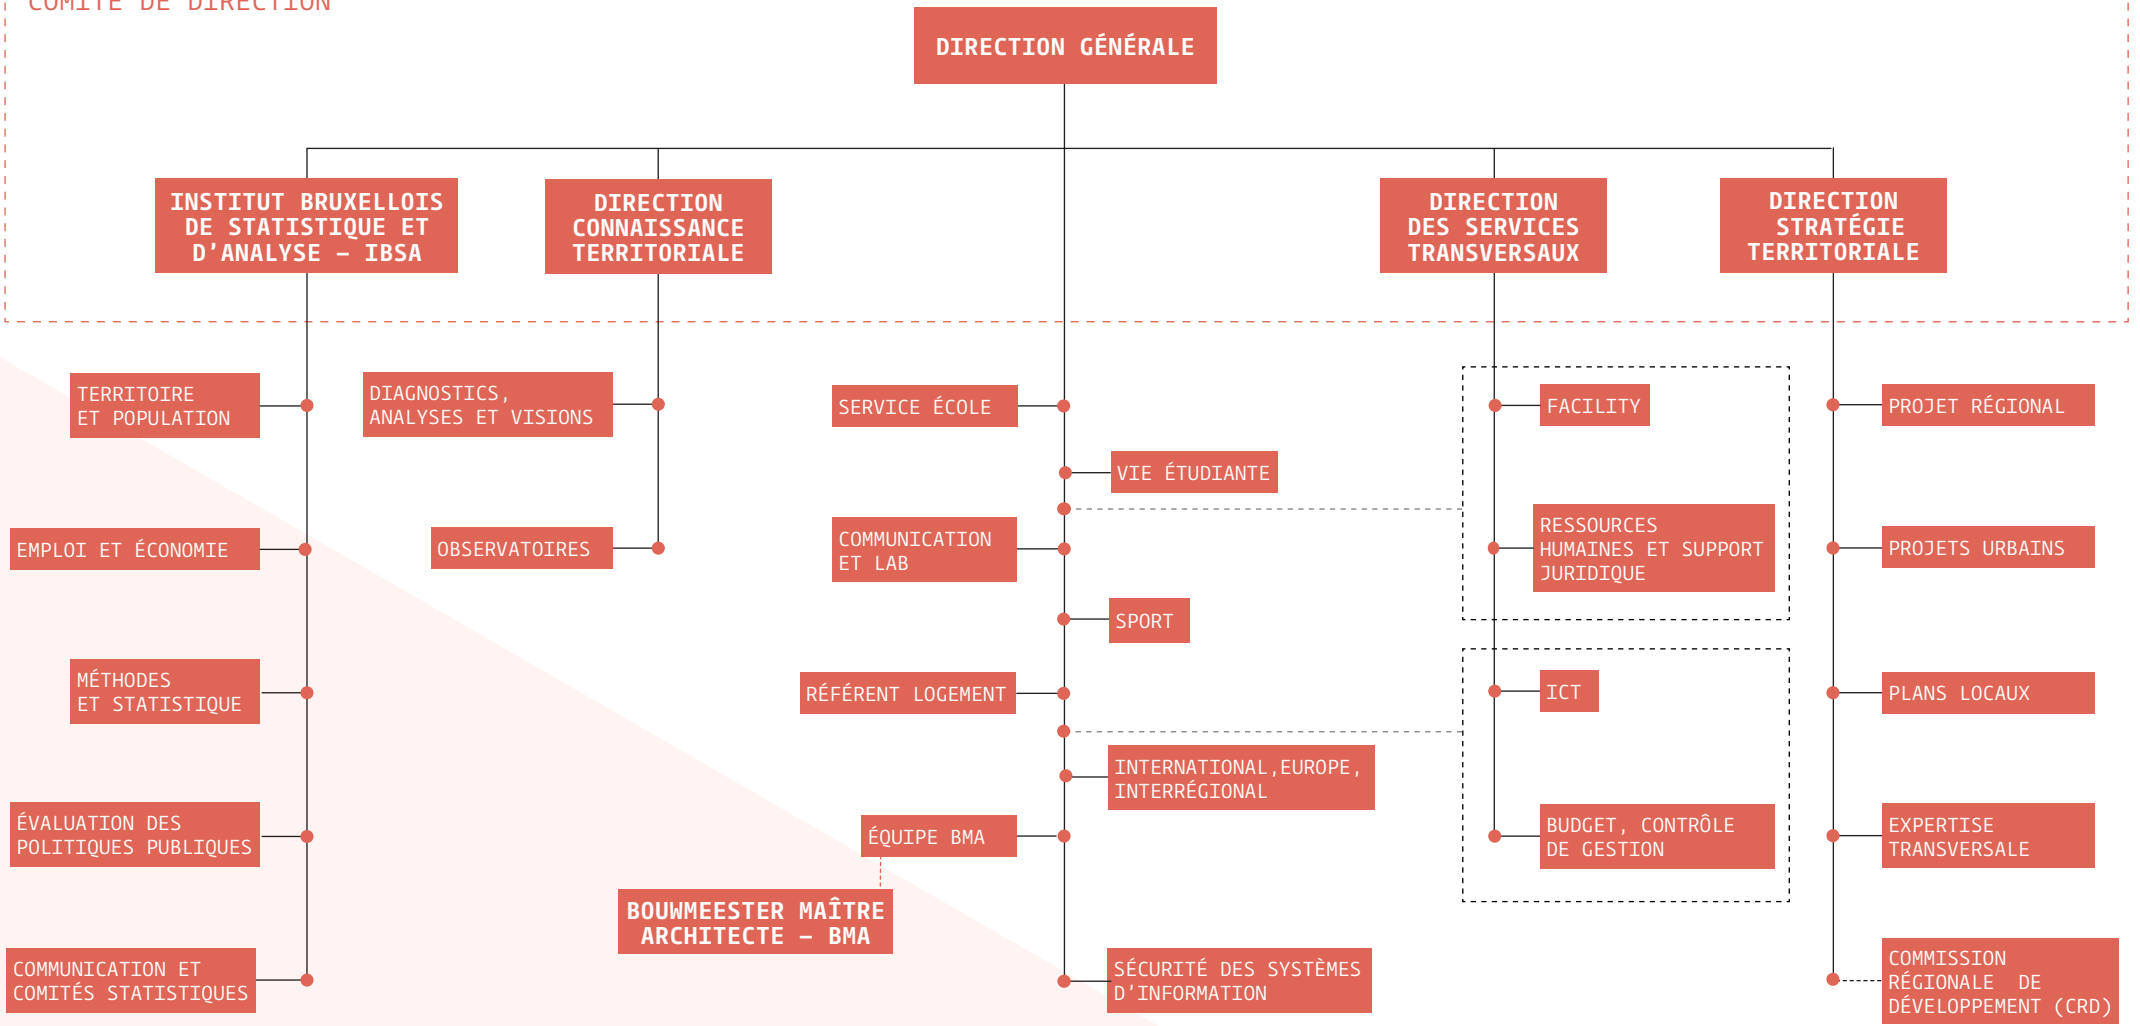 COMITÉ DE DIRECTION
DIRECTION GÉNÉRALE
INSTITUT BRUXELLOIS
DE STATISTIQUE ET
D’ANALYSE – IBSA
DIRECTION
CONNAISSANCE
TERRITORIALE
DIRECTION
DES SERVICES
TRANSVERSAUX
DIRECTION
STRATÉGIE
TERRITORIALE
TERRITOIRE
ET POPULATION
EMPLOI ET ÉCONOMIE
MÉTHODES
ET STATISTIQUE
ÉVALUATION DES
POLITIQUES PUBLIQUES
COMMUNICATION ET
COMITÉS STATISTIQUES
DIAGNOSTICS,
ANALYSES ET VISIONS
OBSERVATOIRES
SERVICE ÉCOLE
VIE ÉTUDIANTE
COMMUNICATION
ET LAB
SPORT
RÉFÉRENT LOGEMENT
INTERNATIONAL,EUROPE,
INTERRÉGIONAL
ÉQUIPE BMA
BOUWMEESTER MAÎTRE
ARCHITECTE – BMA
SÉCURITÉ DES SYSTÈMES
D'INFORMATION
FACILITY
RESSOURCES
HUMAINES ET SUPPORT
JURIDIQUE
ICT
BUDGET, CONTRÔLE
DE GESTION
PROJET RÉGIONAL
PROJETS URBAINS
PLANS LOCAUX
EXPERTISE
TRANSVERSALE
COMMISSION
RÉGIONALE DE
DÉVELOPPEMENT (CRD)